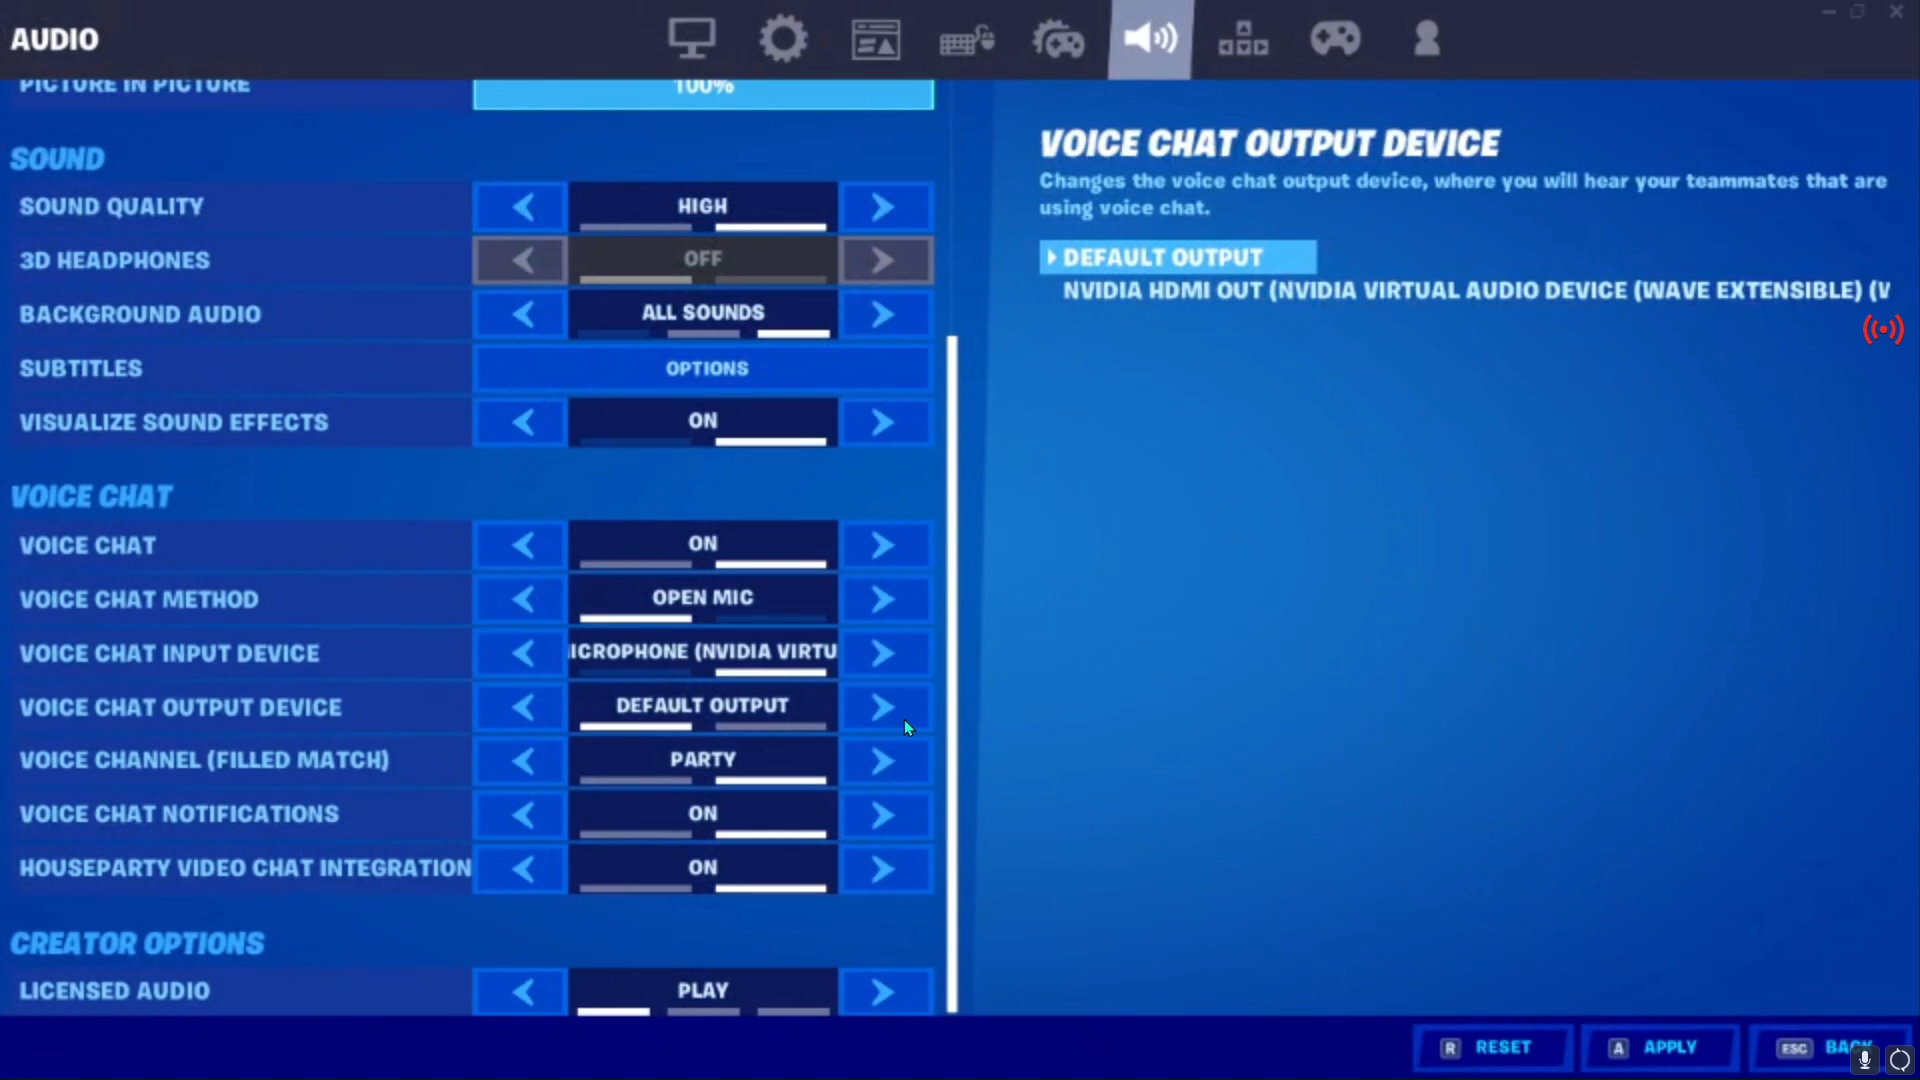 AUDIO
PICTURE IN PICTURE
100%
SOUND
SOUND QUALITY
HIGH
3D HEADPHONES
OFF
BACKGROUND AUDIO
ALL SOUNDS
SUBTITLES
OPTIONS
VISUALIZE SOUND EFFECTS
ON
VOICE CHAT
VOICE CHAT
ON
VOICE CHAT METHOD
OPEN MIC
VOICE CHAT INPUT DEVICE
ICROPHONE (NVIDIA VIRTU
VOICE CHAT OUTPUT DEVICE
DEFAULT OUTPUT
VOICE CHANNEL (FILLED MATCH)
PARTY
VOICE CHAT NOTIFICATIONS
ON
HOUSEPARTY VIDEO CHAT INTEGRATION
ON
CREATOR OPTIONS
LICENSED AUDIO
PLAY
VOICE CHAT OUTPUT DEVICE
Changes the voice chat output device, where you will hear your teammates that are
using voice chat.
DEFAULT OUTPUT
NVIDIA HDMI OUT (NVIDIA VIRTUAL AUDIO DEVICE (WAVE EXTENSIBLE) (V
R RESET
A APPLY
ESC BACK